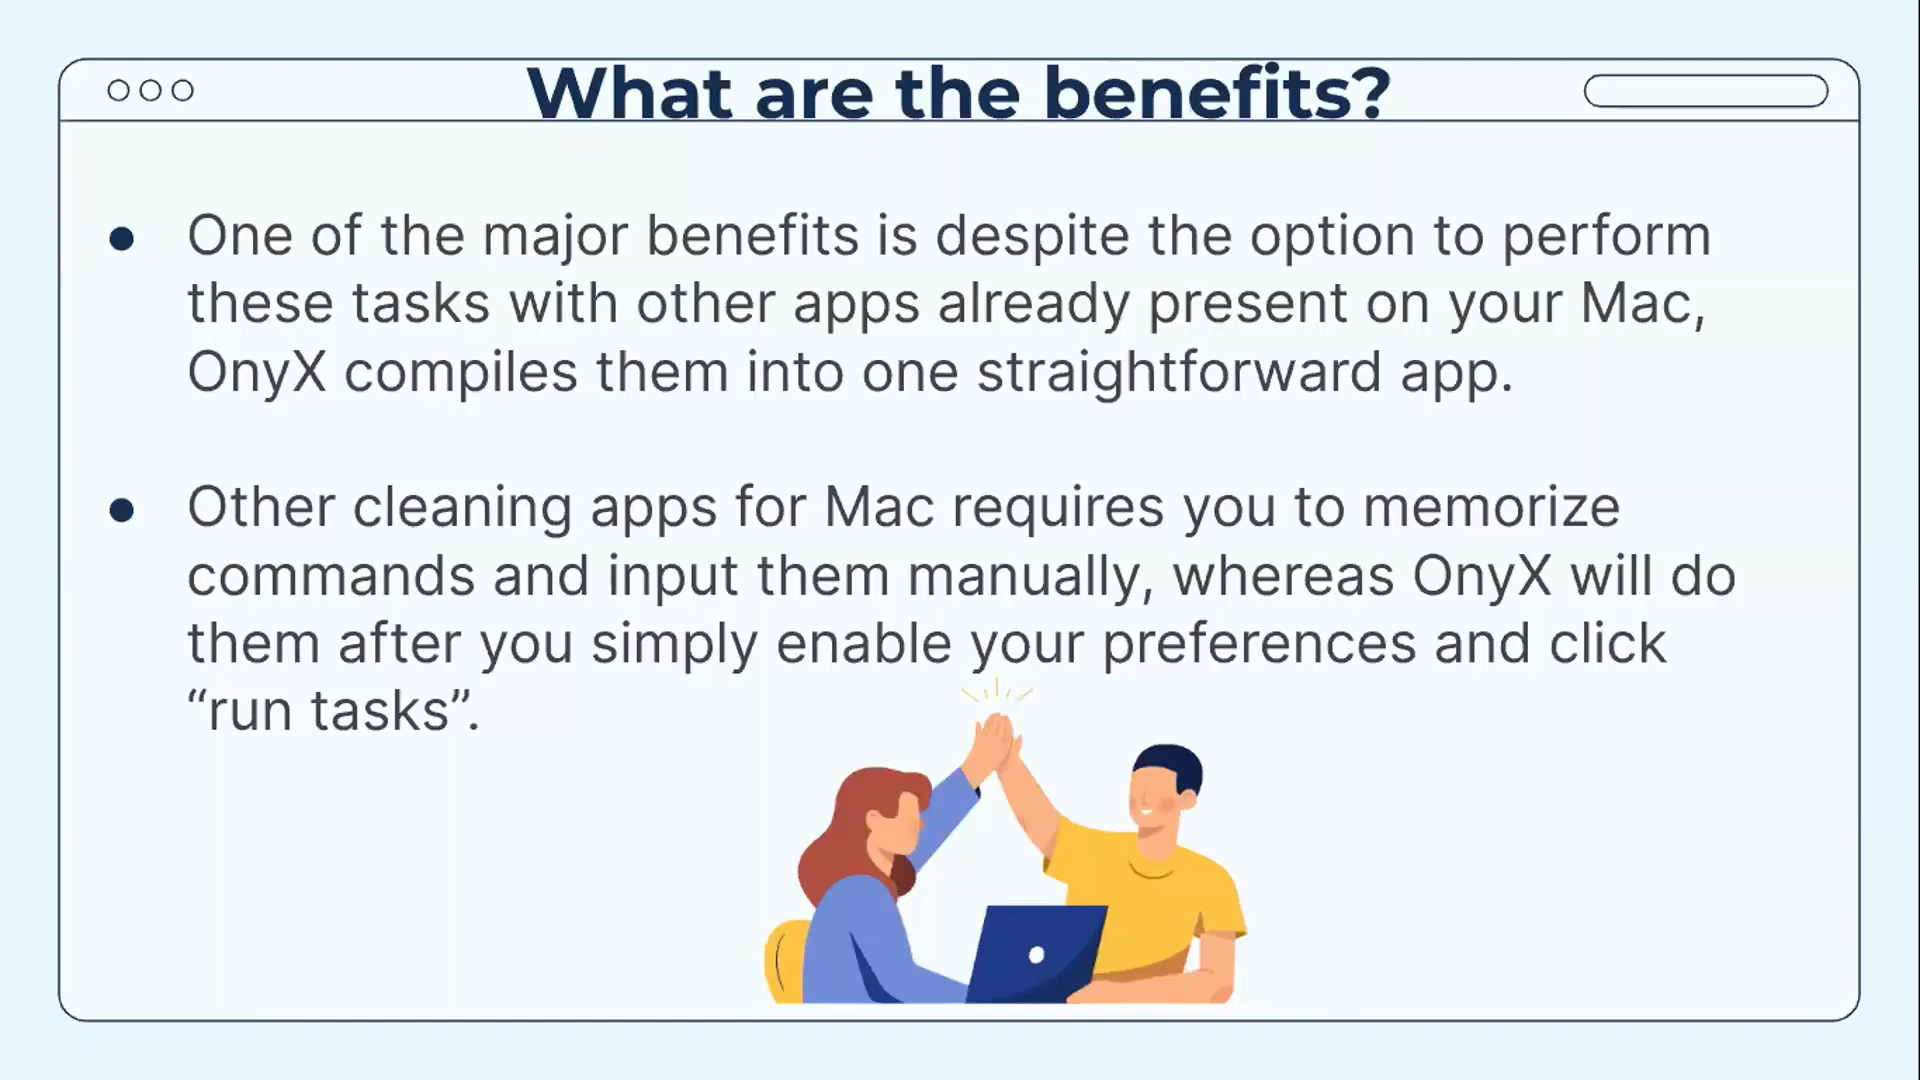 What are the benefits?
● One of the major benefits is despite the option to perform
these tasks with other apps already present on your Mac,
OnyX compiles them into one straightforward app.
● Other cleaning apps for Mac requires you to memorize
commands and input them manually, whereas OnyX will do
them after you simply enable your preferences and click
“run tasks”.